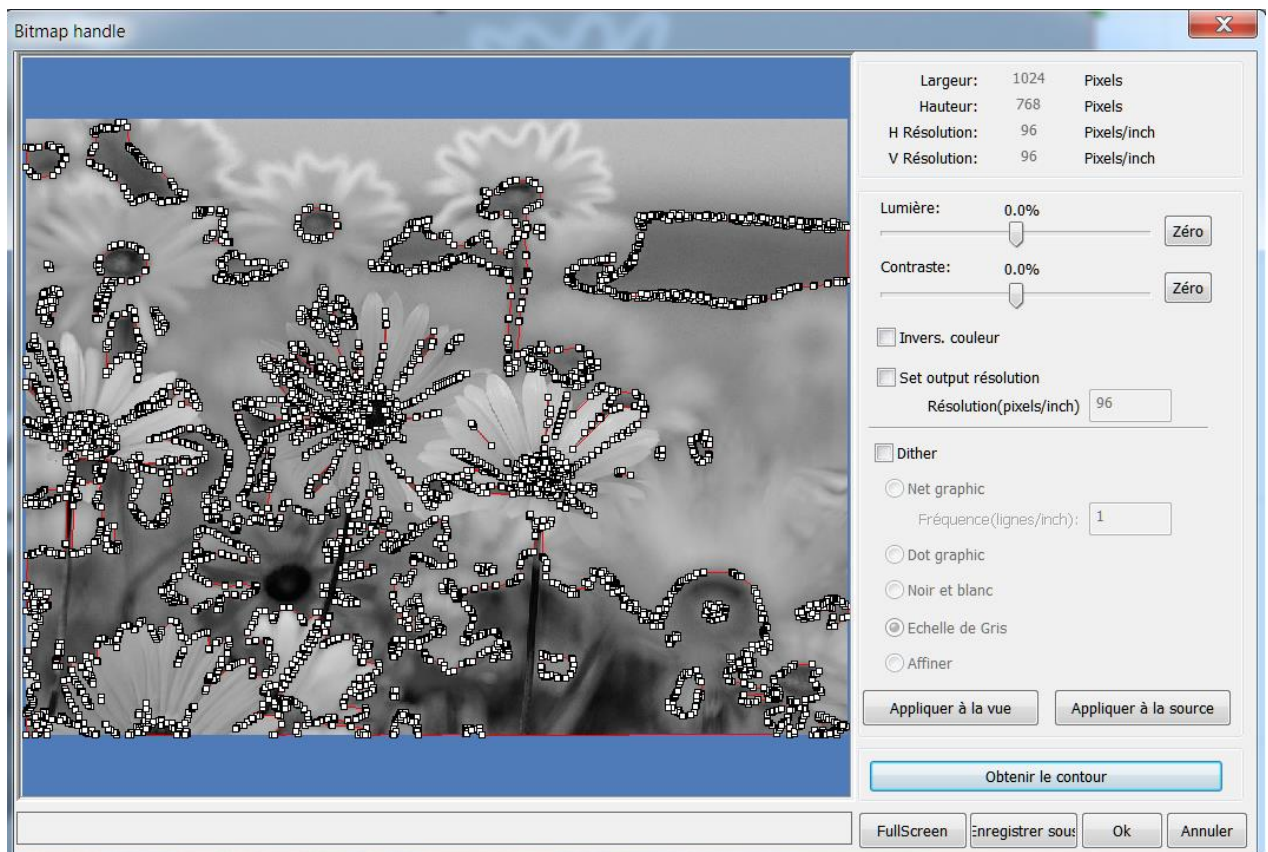 Bitmap handle
X
Largeur: 1024 Pixels
Hauteur: 768 Pixels
H Résolution: 96 Pixels/inch
V Résolution: 96 Pixels/inch
Lumière: 0.0%
Zéro
Contraste: 0.0%
Zéro
Invers. couleur
Set output résolution
Résolution(pixels/inch) 96
Dither
Net graphic
Fréquence(lignes/inch): 1
Dot graphic
Noir et blanc
Echelle de Gris
Affiner
Appliquer à la vue Appliquer à la source
Obtenir le contour
FullScreen Enregistrer sous Ok Annuler